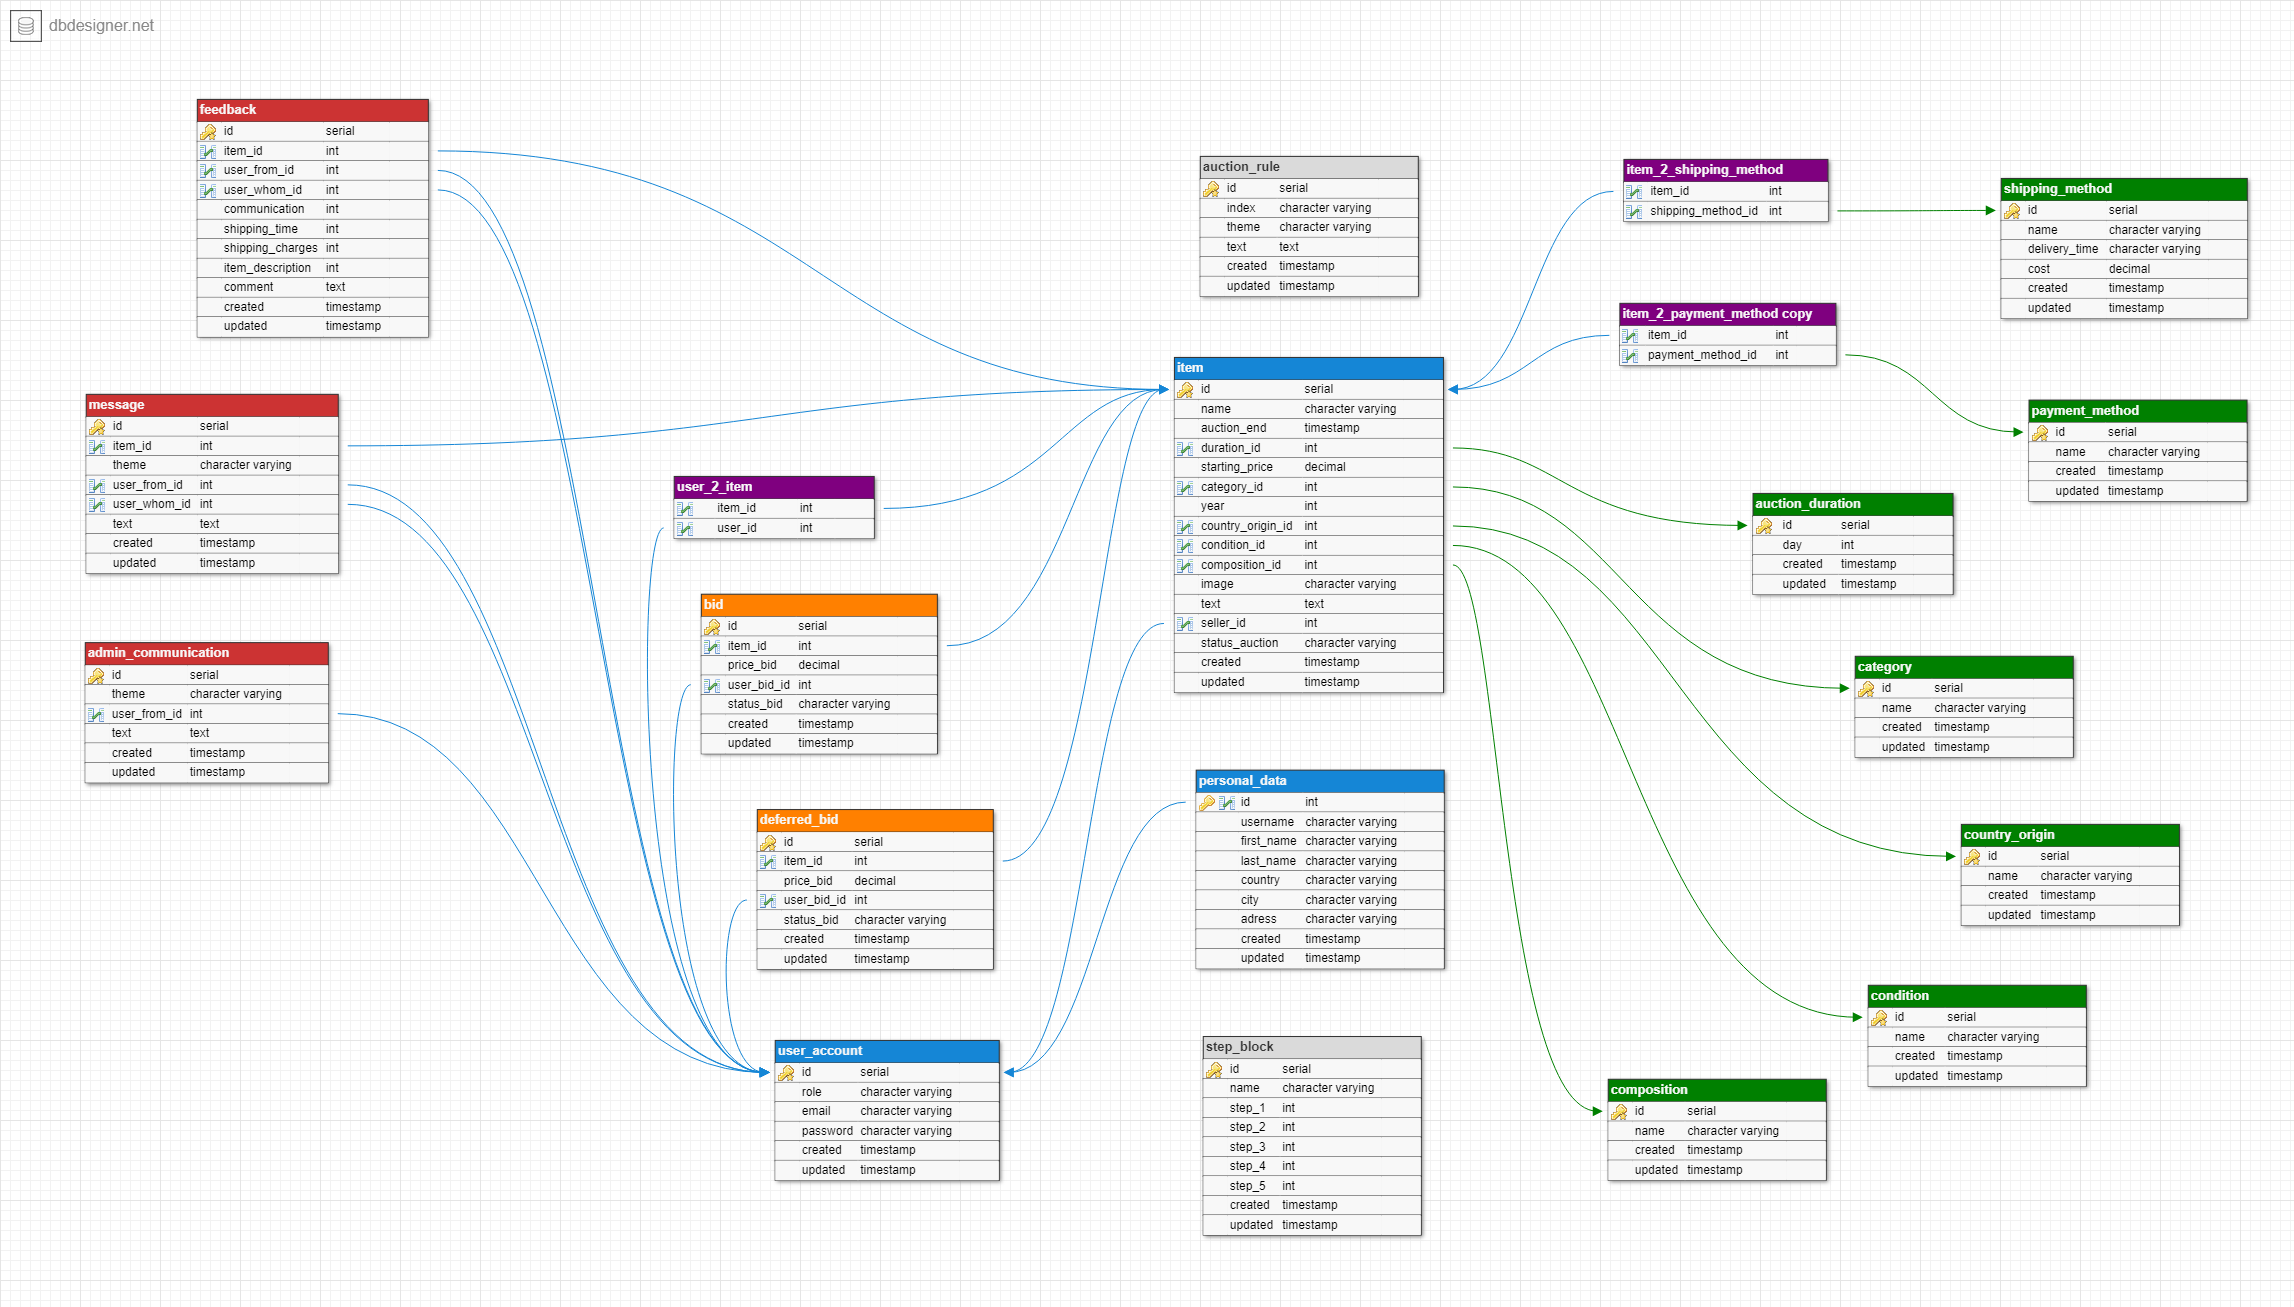 dbdesigner.net
feedback
id serial
item_id int
user_from_id int
user_whom_id int
communication int
shipping_time int
shipping_charges int
item_description int
comment text
created timestamp
updated timestamp
message
id serial
item_id int
theme character varying
user_from_id int
user_whom_id int
text text
created timestamp
updated timestamp
admin_communication
id serial
theme character varying
user_from_id int
text text
created timestamp
updated timestamp
user_2_item
item_id int
user_id int
bid
id serial
item_id int
price_bid decimal
user_bid_id int
status_bid character varying
created timestamp
updated timestamp
deferred_bid
id serial
item_id int
price_bid decimal
user_bid_id int
status_bid character varying
created timestamp
updated timestamp
user_account
id serial
role character varying
email character varying
password character varying
created timestamp
updated timestamp
auction_rule
id serial
index character varying
theme character varying
text text
created timestamp
updated timestamp
item
id serial
name character varying
auction_end timestamp
duration_id int
starting_price decimal
category_id int
year int
country_origin_id int
condition_id int
composition_id int
image character varying
text text
seller_id int
status_auction character varying
created timestamp
updated timestamp
personal_data
id int
username character varying
first_name character varying
last_name character varying
country character varying
city character varying
adress character varying
created timestamp
updated timestamp
step_block
id serial
name character varying
step_1 int
step_2 int
step_3 int
step_4 int
step_5 int
created timestamp
updated timestamp
item_2_shipping_method
item_id int
shipping_method_id int
item_2_payment_method copy
item_id int
payment_method_id int
shipping_method
id serial
name character varying
delivery_time character varying
cost decimal
created timestamp
updated timestamp
payment_method
id serial
name character varying
created timestamp
updated timestamp
auction_duration
id serial
day int
created timestamp
updated timestamp
category
id serial
name character varying
created timestamp
updated timestamp
country_origin
id serial
name character varying
created timestamp
updated timestamp
condition
id serial
name character varying
created timestamp
updated timestamp
composition
id serial
name character varying
created timestamp
updated timestamp